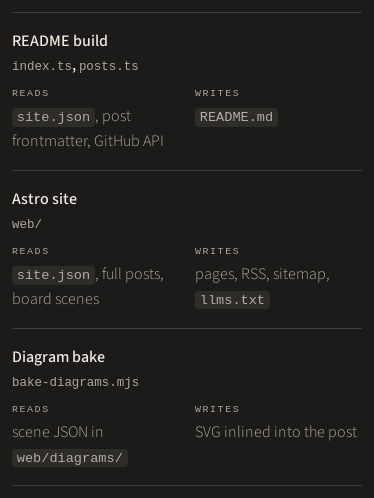 README build
index.ts, posts.ts
READS
site.json, post
frontmatter, GitHub API
WRITES
README.md
Astro site
web/
READS
site.json, full posts,
board scenes
WRITES
pages, RSS, sitemap,
llms.txt
Diagram bake
bake-diagrams.mjs
READS
scene JSON in
web/diagrams/
WRITES
SVG inlined into the post